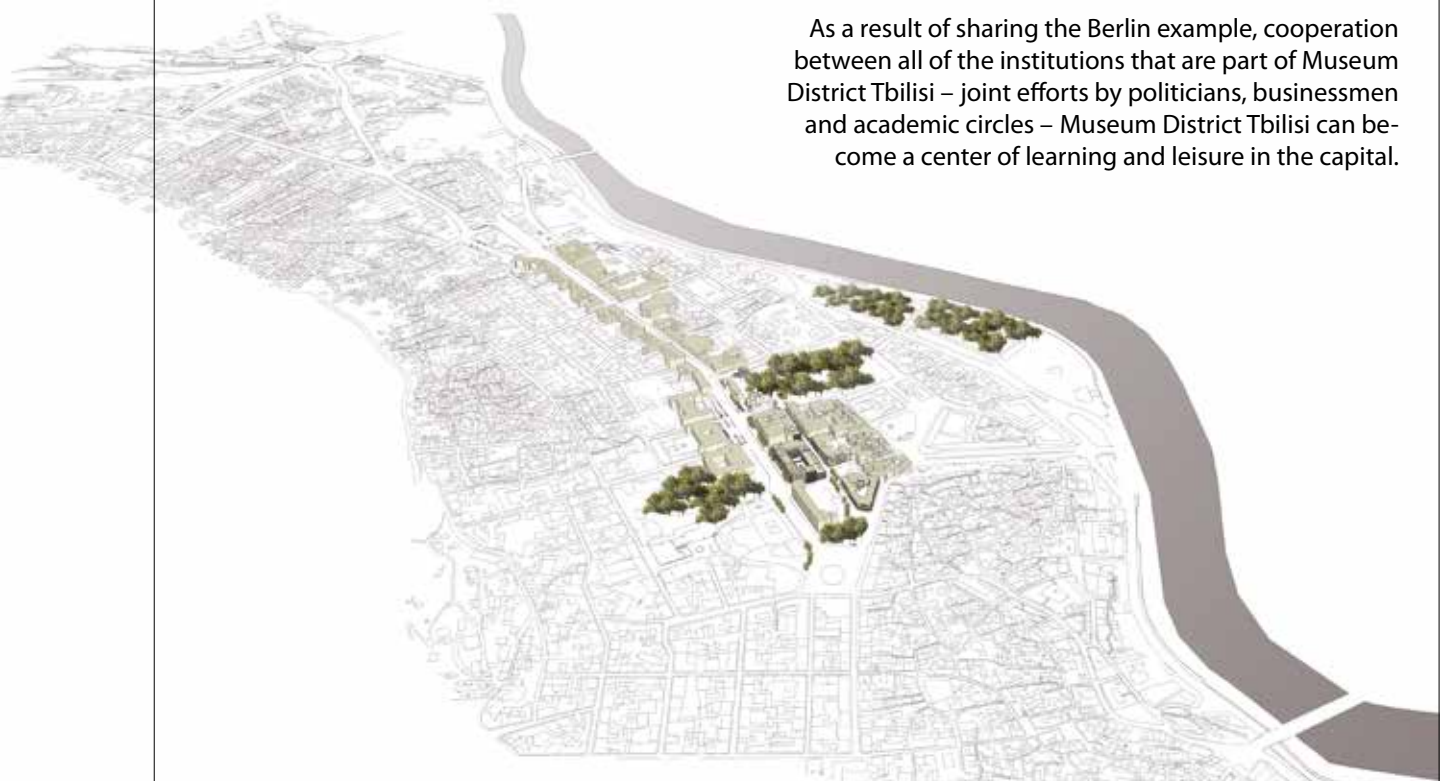 As a result of sharing the Berlin example, cooperation
between all of the institutions that are part of Museum
District Tbilisi – joint efforts by politicians, businessmen
and academic circles – Museum District Tbilisi can be-
come a center of learning and leisure in the capital.